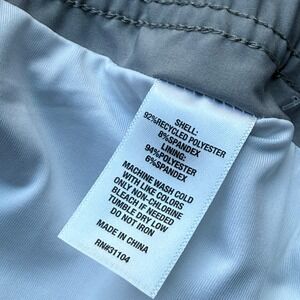 SHELL:
92%RECYCLED POLYESTER
8%SPANDEX
LINING:
94%POLYESTER
6%SPANDEX
MACHINE WASH COLD
WITH LIKE COLORS
ONLY NON-CHLORINE
BLEACH IF NEEDED
TUMBLE DRY LOW
DO NOT IRON
MADE IN CHINA
RN#31104